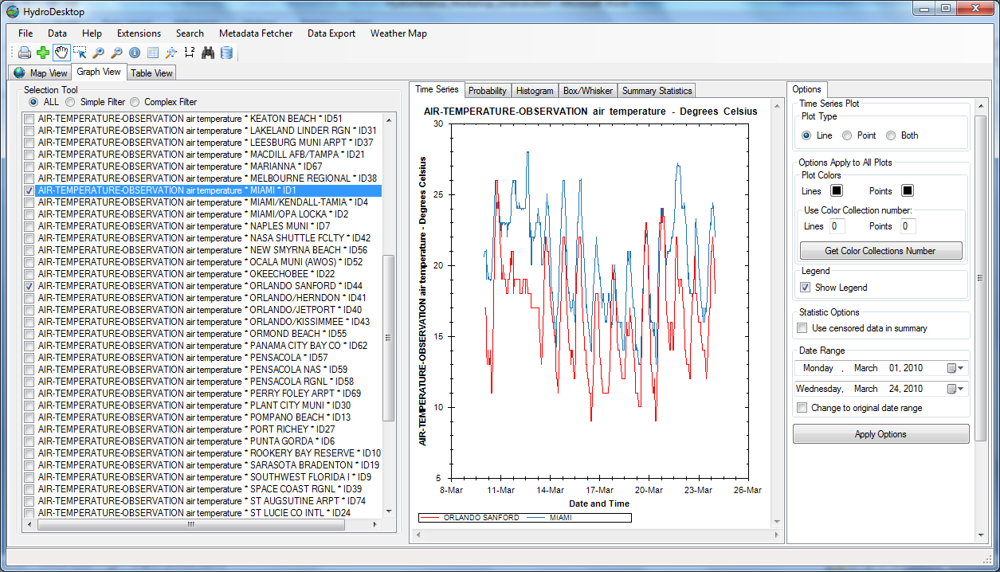 HydroDesktop
File Data Help Extensions Search Metadata Fetcher Data Export Weather Map
1 2
Map View Graph View Table View
Selection Tool
ALL Simple Filter Complex Filter
AIR-TEMPERATURE-OBSERVATION air temperature * KEATON BEACH * ID51
AIR-TEMPERATURE-OBSERVATION air temperature * LAKELAND LINDER RGN * ID31
AIR-TEMPERATURE-OBSERVATION air temperature * LEESBURG MUNI ARPT * ID37
AIR-TEMPERATURE-OBSERVATION air temperature * MACDILL AFB/TAMPA * ID21
AIR-TEMPERATURE-OBSERVATION air temperature * MARIANNA * ID67
AIR-TEMPERATURE-OBSERVATION air temperature * MELBOURNE REGIONAL * ID38
AIR-TEMPERATURE-OBSERVATION air temperature * MIAMI * ID1
AIR-TEMPERATURE-OBSERVATION air temperature * MIAMI/KENDALL-TAMIA * ID4
AIR-TEMPERATURE-OBSERVATION air temperature * MIAMI/OPA LOCKA * ID2
AIR-TEMPERATURE-OBSERVATION air temperature * NAPLES MUNI * ID7
AIR-TEMPERATURE-OBSERVATION air temperature * NASA SHUTTLE FCLTY * ID42
AIR-TEMPERATURE-OBSERVATION air temperature * NEW SMYRNA BEACH * ID56
AIR-TEMPERATURE-OBSERVATION air temperature * OCALA MUNI (AWOS) * ID52
AIR-TEMPERATURE-OBSERVATION air temperature * OKEECHOBEE * ID22
AIR-TEMPERATURE-OBSERVATION air temperature * ORLANDO SANFORD * ID44
AIR-TEMPERATURE-OBSERVATION air temperature * ORLANDO/HERNDON * ID41
AIR-TEMPERATURE-OBSERVATION air temperature * ORLANDO/JETPORT * ID40
AIR-TEMPERATURE-OBSERVATION air temperature * ORLANDO/KISSIMMEE * ID43
AIR-TEMPERATURE-OBSERVATION air temperature * ORMOND BEACH * ID55
AIR-TEMPERATURE-OBSERVATION air temperature * PANAMA CITY BAY CO * ID62
AIR-TEMPERATURE-OBSERVATION air temperature * PENSACOLA * ID57
AIR-TEMPERATURE-OBSERVATION air temperature * PENSACOLA NAS * ID59
AIR-TEMPERATURE-OBSERVATION air temperature * PENSACOLA RGNL * ID58
AIR-TEMPERATURE-OBSERVATION air temperature * PERRY FOLEY ARPT * ID69
AIR-TEMPERATURE-OBSERVATION air temperature * PLANT CITY MUNI * ID30
AIR-TEMPERATURE-OBSERVATION air temperature * POMPANO BEACH * ID13
AIR-TEMPERATURE-OBSERVATION air temperature * PORT RICHEY * ID27
AIR-TEMPERATURE-OBSERVATION air temperature * PUNTA GORDA * ID6
AIR-TEMPERATURE-OBSERVATION air temperature * ROOKERY BAY RESERVE * ID10
AIR-TEMPERATURE-OBSERVATION air temperature * SARASOTA BRADENTON * ID19
AIR-TEMPERATURE-OBSERVATION air temperature * SOUTHWEST FLORIDA I * ID9
AIR-TEMPERATURE-OBSERVATION air temperature * SPACE COAST RGNL * ID39
AIR-TEMPERATURE-OBSERVATION air temperature * ST AUGSUTINE ARPT * ID74
AIR-TEMPERATURE-OBSERVATION air temperature * ST LUCIE CO INTL * ID24
Time Series Probability Histogram Box/Whisker Summary Statistics
AIR-TEMPERATURE-OBSERVATION air temperature - Degrees Celsius
AIR-TEMPERATURE-OBSERVATION air temperature - Degrees Celsius
30
25
20
15
10
5
8-Mar 11-Mar 14-Mar 17-Mar 20-Mar 23-Mar 26-Mar
Date and Time
ORLANDO SANFORD MIAMI
Options
Time Series Plot
Plot Type
Line Point Both
Options Apply to All Plots
Plot Colors
Lines Points
Use Color Collection number:
Lines 0 Points 0
Get Color Collections Number
Legend
Show Legend
Statistic Options
Use censored data in summary
Date Range
Monday , March 01, 2010
Wednesday, March 24, 2010
Change to original date range
Apply Options